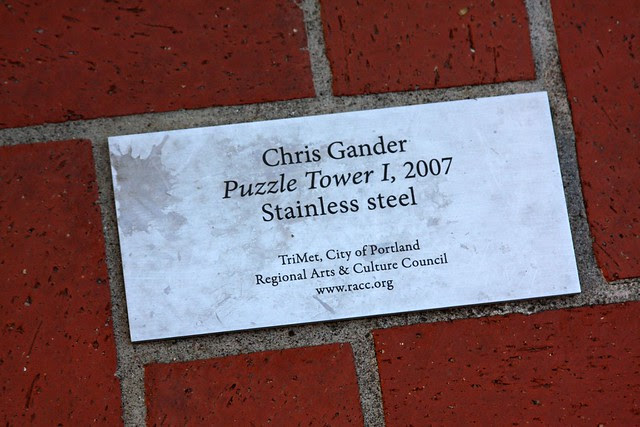 Chris Gander
Puzzle Tower I, 2007
Stainless steel
TriMet, City of Portland
Regional Arts & Culture Council
www.racc.org